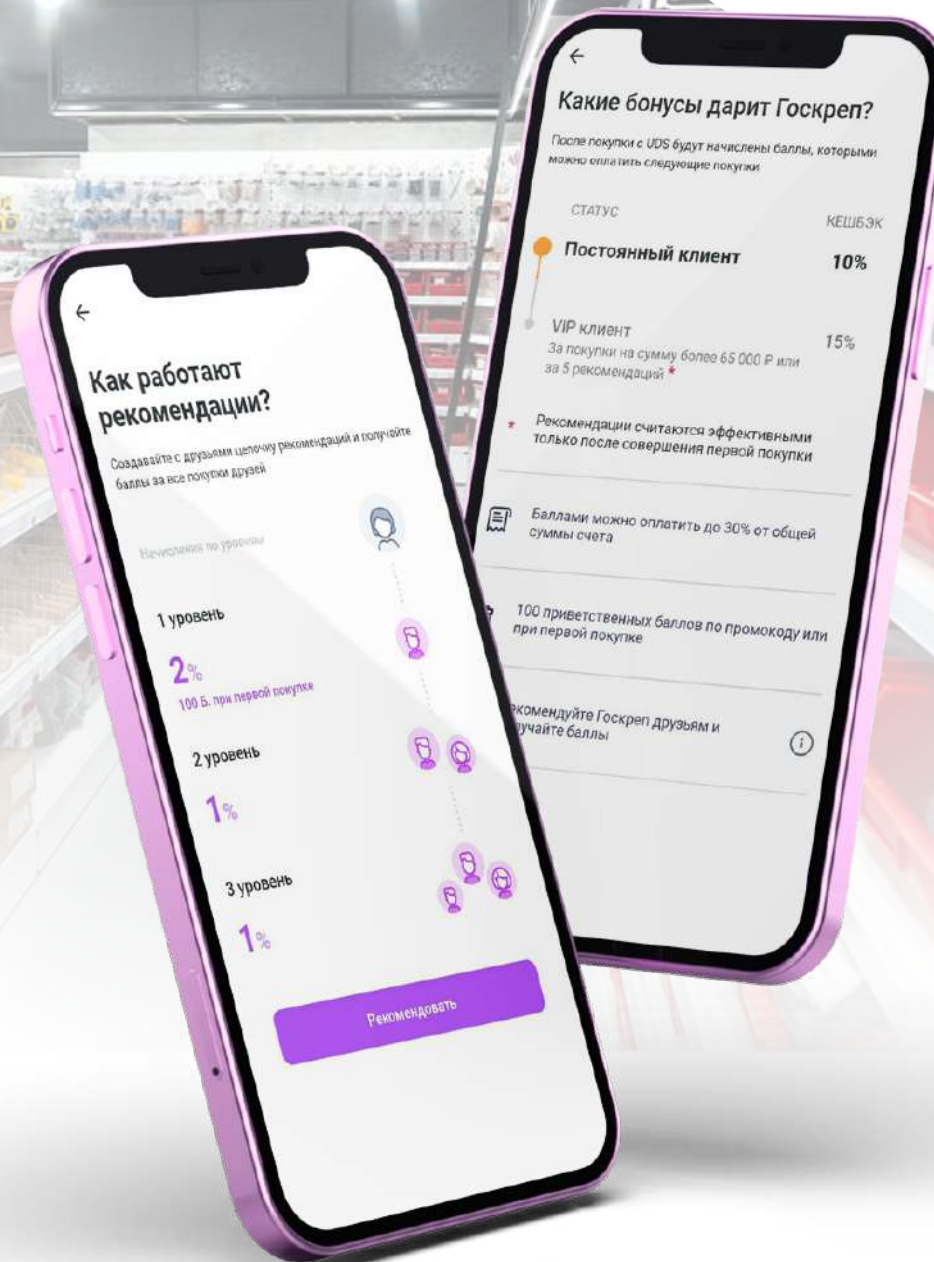 Как работают
рекомендации?
Создавайте с друзьями цепочку рекомендаций и получайте
баллы за все покупки друзей
Начисления по уровням
1 уровень
2%
100 Б. при первой покупке
2 уровень
1%
3 уровень
1%
Рекомендовать
Какие бонусы дарит Госкреп?
После покупки с UDS будут начислены баллы, которыми
можно оплатить следующие покупки
СТАТУС КЕШБЭК
Постоянный клиент 10%
VIP клиент 15%
За покупки на сумму более 65 000 ₽ или
за 5 рекомендаций *
* Рекомендации считаются эффективными
только после совершения первой покупки
Баллами можно оплатить до 30% от общей
суммы счета
100 приветственных баллов по промокоду или
при первой покупке
комендуйте Госкреп друзьям и
учайте баллы